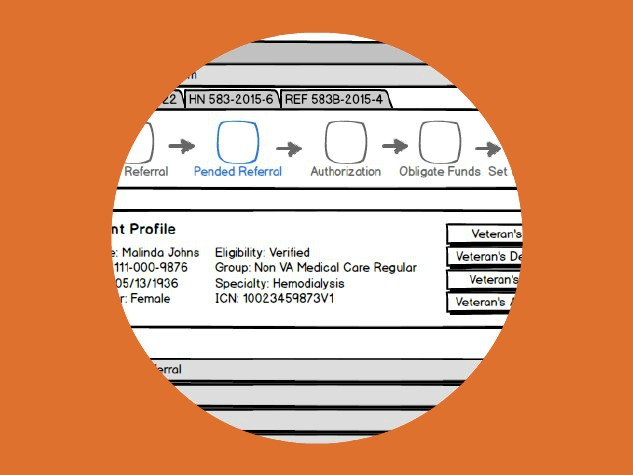 m
22 HN 583-2015-6 REF 583B-2015-4
Referral Pended Referral Authorization Obligate Funds Set
nt Profile
e: Malinda Johns Eligibility: Verified
111-000-9876 Group: Non VA Medical Care Regular
05/13/1936 Specialty: Hemodialysis
r: Female ICN: 10023459873V1
Veteran's
Veteran's De
Veteran's
Veteran's
erral